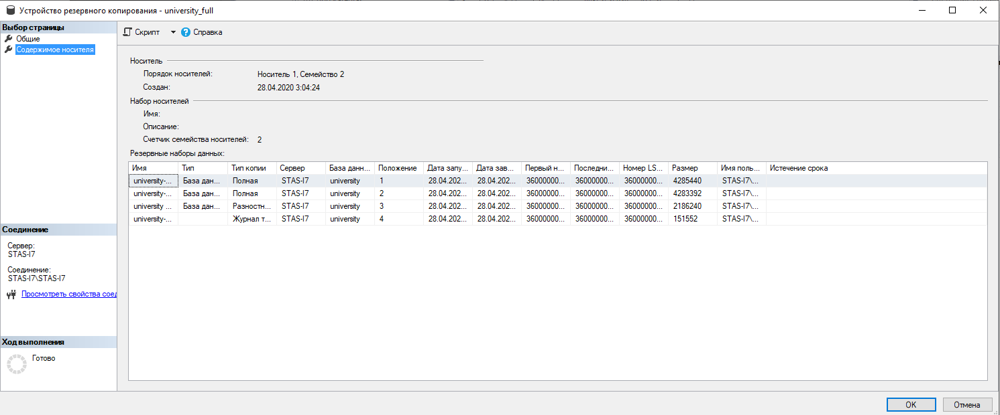 Устройство резервного копирования - university_full
Выбор страницы
Общие
Содержимое носителя
Скрипт
Справка
Носитель
Порядок носителей: Носитель 1, Семейство 2
Создан: 28.04.2020 3:04:24
Набор носителей
Имя:
Описание:
Счетчик семейства носителей: 2
Резервные наборы данных:
Имя Тип Тип копии Сервер База данн... Положение Дата запу... Дата зав... Первый н... Последни... Номер LS... Размер Имя поль... Истечение срока
university-... База дан... Полная STAS-I7 university 1 28.04.202... 28.04.202... 36000000... 36000000... 36000000... 4285440 STAS-I7\...
university-... База дан... Полная STAS-I7 university 2 28.04.202... 28.04.202... 36000000... 36000000... 36000000... 4283392 STAS-I7\...
university ... База дан... Разностн... STAS-I7 university 3 28.04.202... 28.04.202... 36000000... 36000000... 36000000... 2186240 STAS-I7\...
university-... Журнал т... STAS-I7 university 4 28.04.202... 28.04.202... 36000000... 36000000... 36000000... 151552 STAS-I7\...
Соединение
Сервер:
STAS-I7
Соединение:
STAS-I7\STAS-I7
Просмотреть свойства соед
Ход выполнения
Готово
OK
Отмена